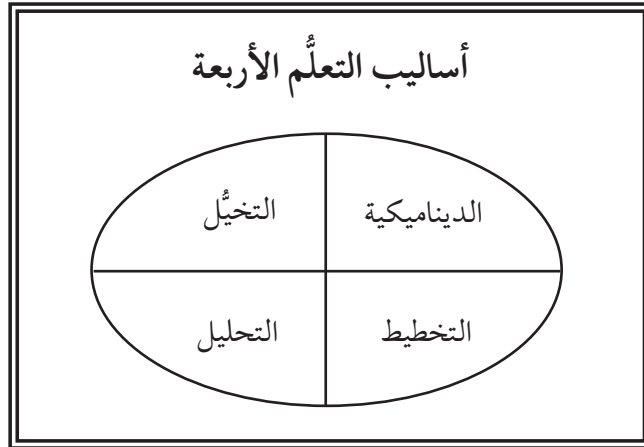 أساليب التعلُّم الأربعة
الديناميكية
التخيُّل
التخطيط
التحليل